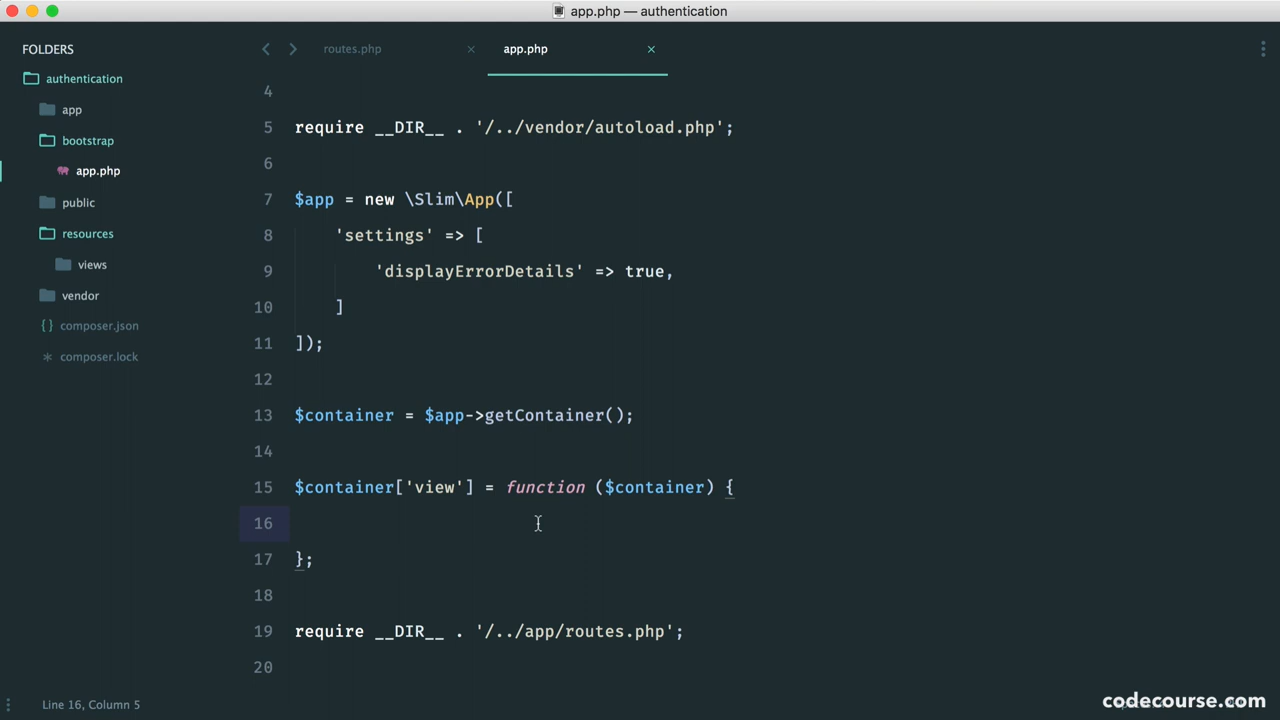 app.php — authentication
FOLDERS
authentication
app
bootstrap
app.php
public
resources
views
vendor
{ } composer.json
* composer.lock
routes.php × app.php ×
4
5 require __DIR__ . '/../vendor/autoload.php';
6
7 $app = new \Slim\App([
8 'settings' => [
9 'displayErrorDetails' => true,
10 ]
11 ]);
12
13 $container = $app->getContainer();
14
15 $container['view'] = function ($container) {
16
17 };
18
19 require __DIR__ . '/../app/routes.php';
20
Line 16, Column 5
codecourse.com